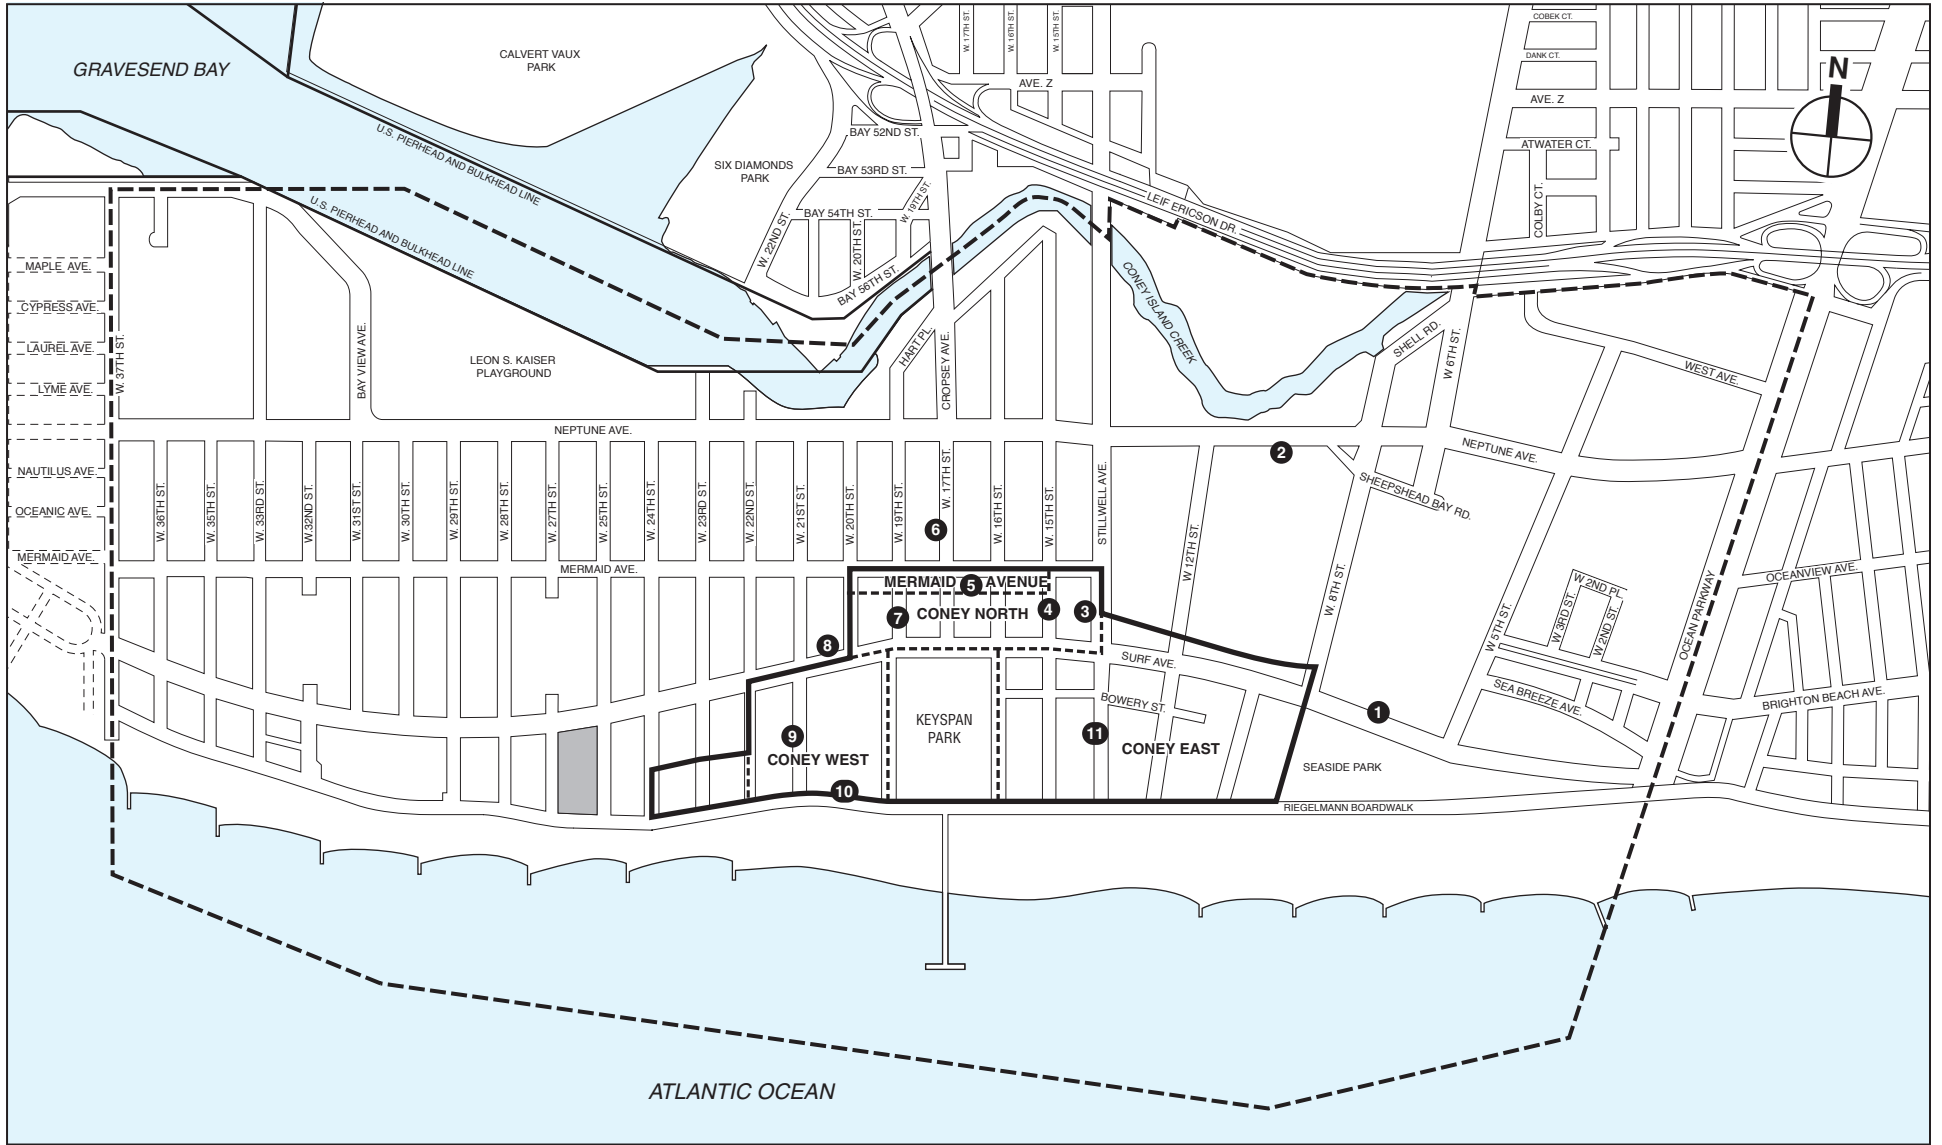 W. 17TH ST.
W. 16TH ST.
W. 15TH ST.
COBEK CT.
DANK CT.
CALVERT VAUX
PARK
GRAVESEND BAY
N
AVE. Z
AVE. Z
BAY 52ND ST.
ATWATER CT.
U.S. PIERHEAD AND BULKHEAD LINE
SIX DIAMONDS
PARK
BAY 53RD ST.
W. 19TH ST.
LEIF ERICSON DR.
COLBY CT.
U.S. PIERHEAD AND BULKHEAD LINE
BAY 54TH ST.
W. 22ND ST.
W. 20TH ST.
BAY 56TH ST.
MAPLE AVE.
CYPRESS AVE.
LAUREL AVE.
LYME AVE.
W. 37TH ST.
BAY VIEW AVE.
LEON S. KAISER
PLAYGROUND
HART PL.
CROPSEY AVE.
CONEY ISLAND CREEK
SHELL RD.
W 6TH ST.
WEST AVE.
NEPTUNE AVE.
NEPTUNE AVE.
2
NAUTILUS AVE.
OCEANIC AVE.
MERMAID AVE.
W. 36TH ST.
W. 35TH ST.
W. 33RD ST.
W.32ND ST.
W. 31ST ST.
W. 30TH ST.
W. 29TH ST.
W. 28TH ST.
W. 27TH ST.
W. 25TH ST.
W. 24TH ST.
W. 23RD ST.
W. 22ND ST.
W. 21ST ST.
W. 20TH ST.
W. 19TH ST.
W. 17TH ST.
W. 16TH ST.
W. 15TH ST.
STILLWELL AVE.
W 12TH ST.
W. 8TH ST.
SHEEPSHEAD BAY RD.
6
MERMAID AVE.
MERMAID 5 AVENUE
W 2ND PL.
OCEANVIEW AVE.
7
CONEY NORTH
4
3
W 3RD ST.
W 2ND ST.
W 5TH ST.
OCEAN PARKWAY
8
SURF AVE.
SEA BREEZE AVE.
BRIGHTON BEACH AVE.
BOWERY ST.
1
KEYSPAN
PARK
9
11
CONEY WEST
CONEY EAST
SEASIDE PARK
10
RIEGELMANN BOARDWALK
ATLANTIC OCEAN